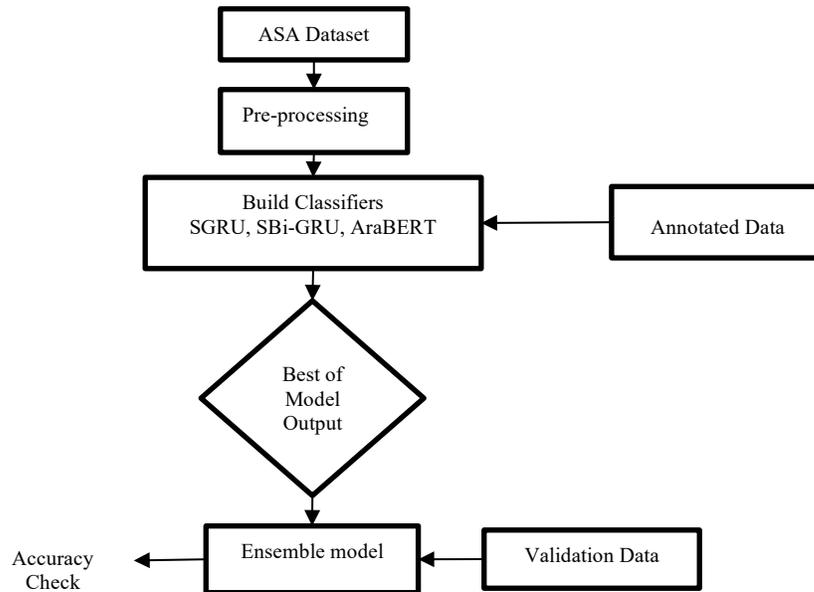 ASA Dataset
Pre-processing
Build Classifiers
SGRU, SBi-GRU, AraBERT
Annotated Data
Best of
Model
Output
Ensemble model
Validation Data
Accuracy
Check